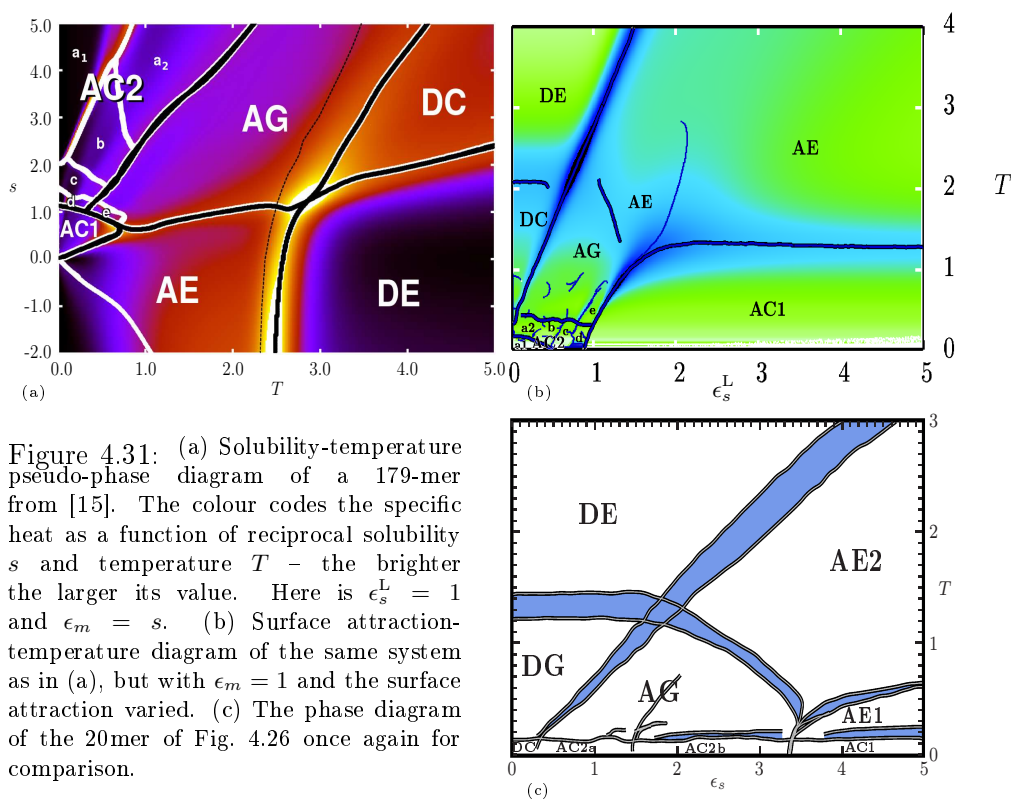 5.0
4.0
3.0
2.0
1.0
0.0
-1.0
-2.0
s
a1
a2
AC2
b
c
d
e
AC1
AG
DC
AE
DE
1.0
2.0
3.0
4.0
5.0
T
(a)
DE
AE
DC
AE
AG
AC1
a2
b
c
d
e
a1
AC2
4
3
2
1
0
T
0
1
2
3
4
5
ϵ_s^L
(b)
Figure 4.31: (a) Solubility-temperature
pseudo-phase diagram of a 179-mer
from [15]. The colour codes the specific
heat as a function of reciprocal solubility
s and temperature T – the brighter
the larger its value. Here is ϵ_s^L = 1
and ϵ_m = s. (b) Surface attraction-
temperature diagram of the same system
as in (a), but with ϵ_m = 1 and the surface
attraction varied. (c) The phase diagram
of the 20mer of Fig. 4.26 once again for
comparison.
DE
AE2
DG
AG
AE1
DC
AC2a
AC2b
AC1
3
2
T
1
0
0
1
2
3
4
5
ϵ_s
(c)